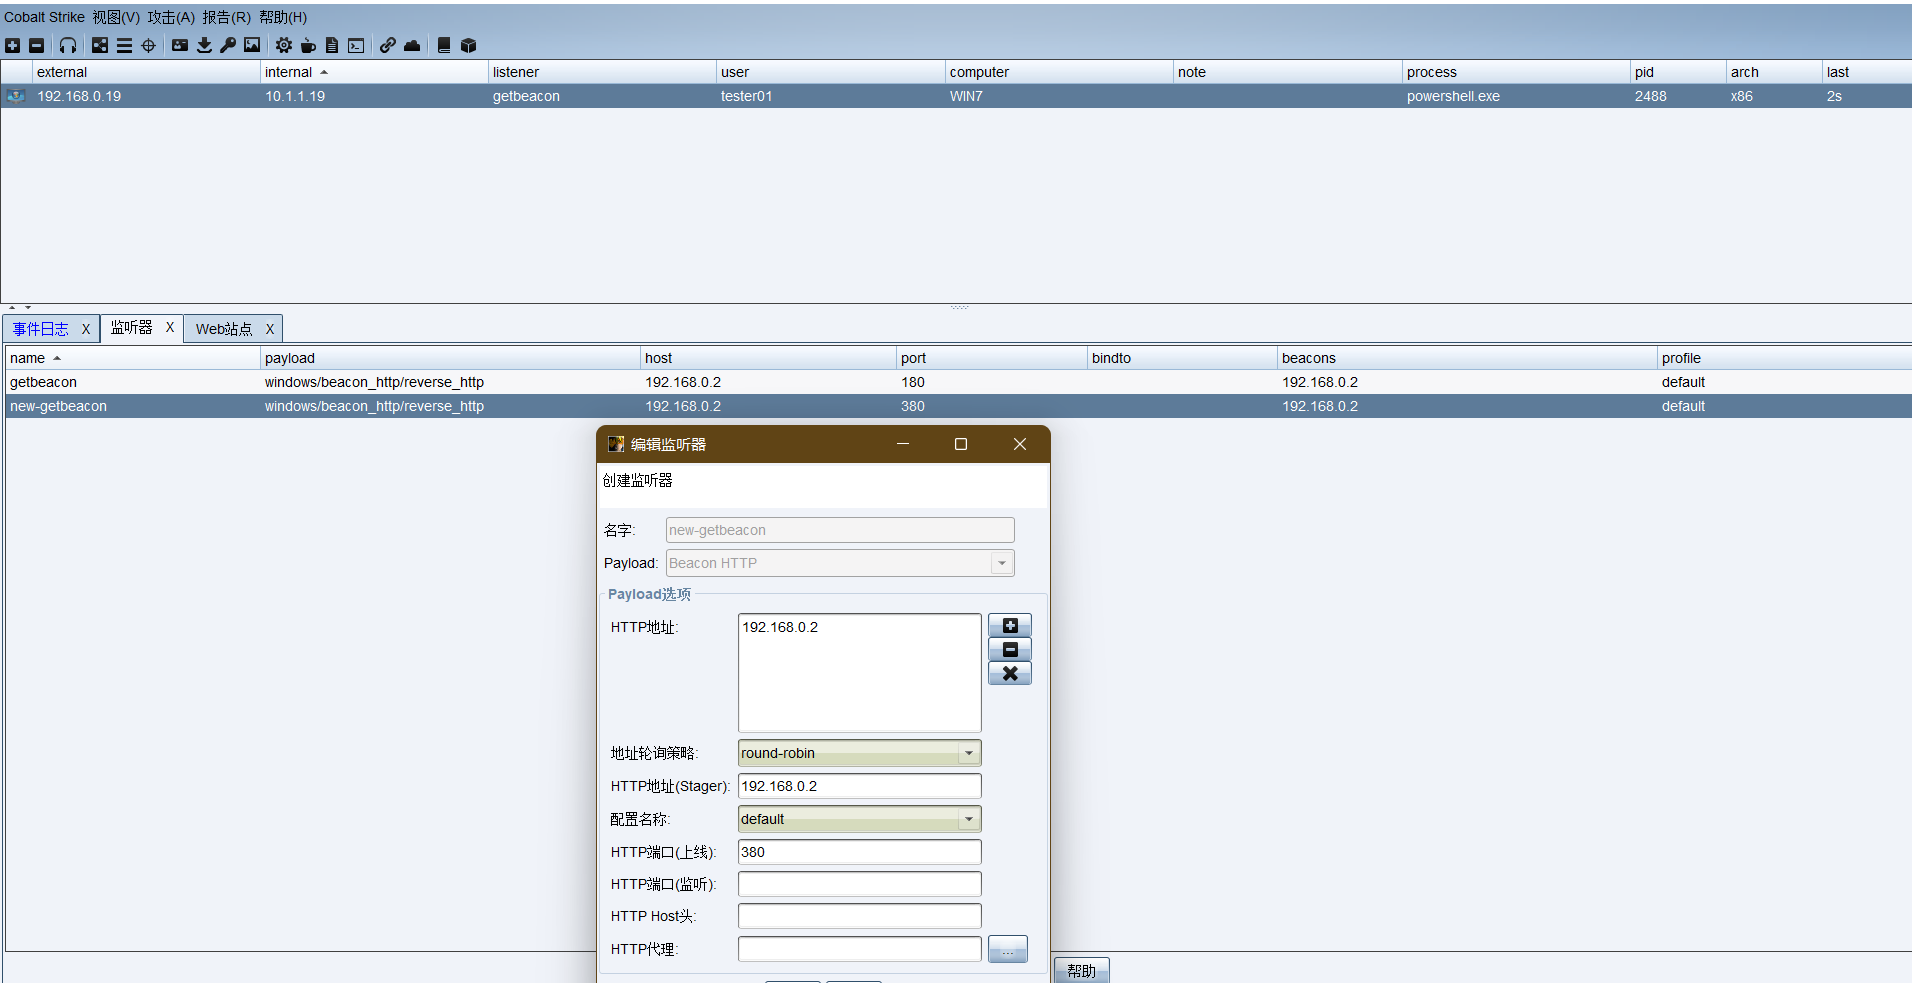 Cobalt Strike 视图(V) 攻击(A) 报告(R) 帮助(H)
external internal listener user computer note process pid arch last
192.168.0.19 10.1.1.19 getbeacon tester01 WIN7 powershell.exe 2488 x86 2s
事件日志 X 监听器 X Web站点 X
name payload host port bindto beacons profile
getbeacon windows/beacon_http/reverse_http 192.168.0.2 180 192.168.0.2 default
new-getbeacon windows/beacon_http/reverse_http 192.168.0.2 380 192.168.0.2 default
编辑监听器
创建监听器
名字: new-getbeacon
Payload: Beacon HTTP
Payload选项
HTTP地址: 192.168.0.2
地址轮询策略: round-robin
HTTP地址(Stager): 192.168.0.2
配置名称: default
HTTP端口(上线): 380
HTTP端口(监听):
HTTP Host头:
HTTP代理: ...
帮助